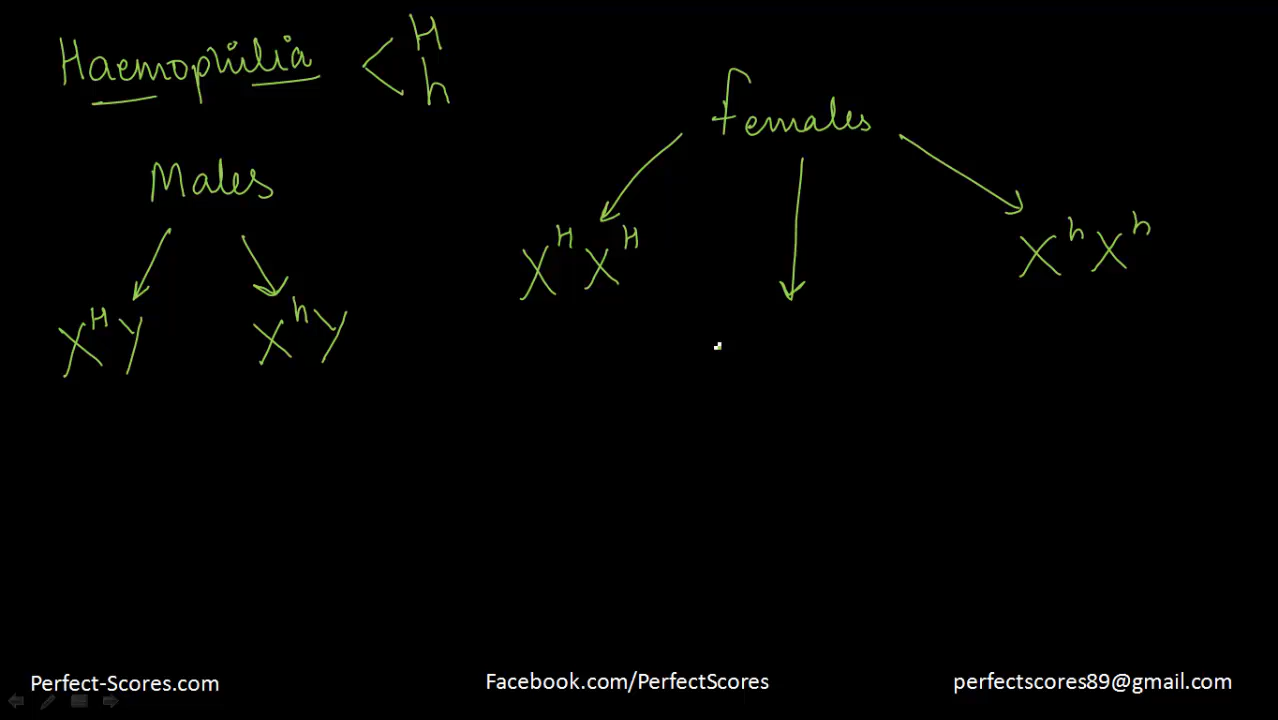 Haemophilia < H
h
Males
females
X^H Y
X^h Y
X^H X^H
X^h X^h
Perfect-Scores.com
Facebook.com/PerfectScores
perfectscores89@gmail.com